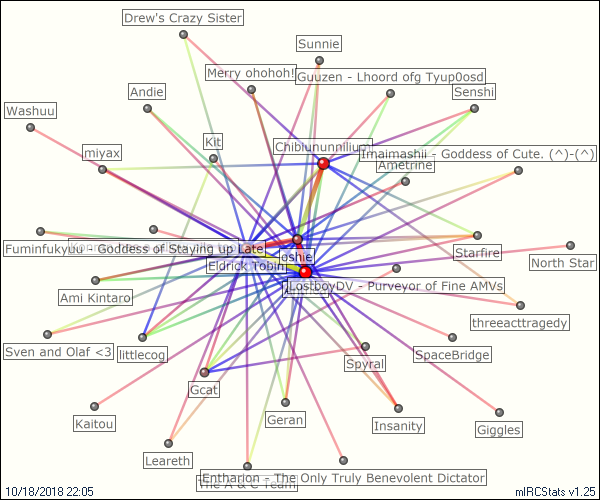 Drew's Crazy Sister
Sunnie
Merry ohohoh!
Guuzen - Lhoord ofg Tyup0osd
Andie
Senshi
Washuu
Kit
miyax
Chibiununnilium
Imaimashii - Goddess of Cute. (^)-(^)
Ametrine
Fuminfukyuu - Goddess of Staying up Late
oshie
Starfire
Eldrick Tobin
North Star
LostboyDV - Purveyor of Fine AMVs
Ami Kintaro
threeacttragedy
Sven and Olaf <3
littlecog
SpaceBridge
Spyral
Gcat
Kaitou
Geran
Insanity
Giggles
Leareth
Entharion - The Only Truly Benevolent Dictator
The A & C Team
10/18/2018 22:05
mIRCStats v1.25